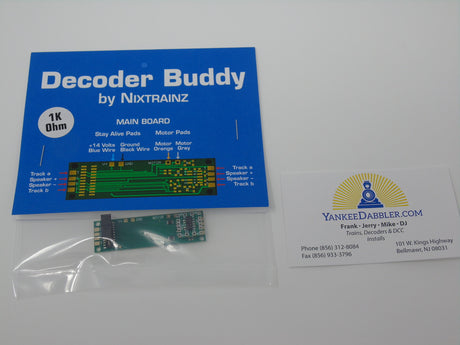 Decoder Buddy
by NIXTRAINZ
1K
Ohm
MAIN BOARD
Stay Alive Pads Motor Pads
+14 Volts Ground Motor Motor
Blue Wire Black Wire Orange Gray
Track a Track a
Speaker + Speaker +
Speaker - Speaker -
Track b Track b
YANKEEDABBLER.COM
Frank - Jerry - Mike - DJ
Trains, Decoders & DCC
Installs
Phone (856) 312-8084
Fax (856) 933-3796
101 W. Kings Highway
Bellmawr, NJ 08031